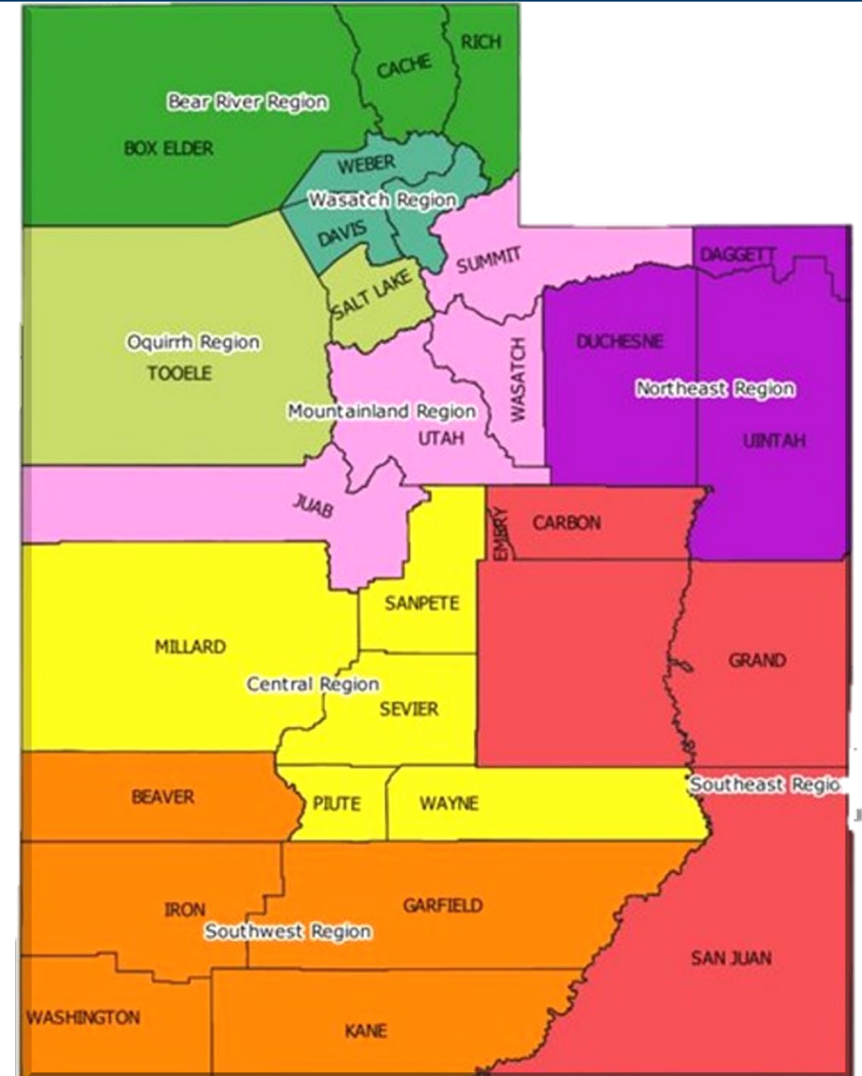 RICH
CACHE
Bear River Region
BOX ELDER
WEBER
Wasatch Region
DAVIS
SUMMIT
DAGGETT
SALT LAKE
Oquirrh Region
TOOELE
DUCHESNE
WASATCH
Northeast Region
Mountainland Region
UTAH
UINTAH
JUAB
EMERY
CARBON
SANPETE
MILLARD
GRAND
Central Region
SEVIER
Southeast Regio
BEAVER
PIUTE
WAYNE
IRON
GARFIELD
Southwest Region
SAN JUAN
WASHINGTON
KANE